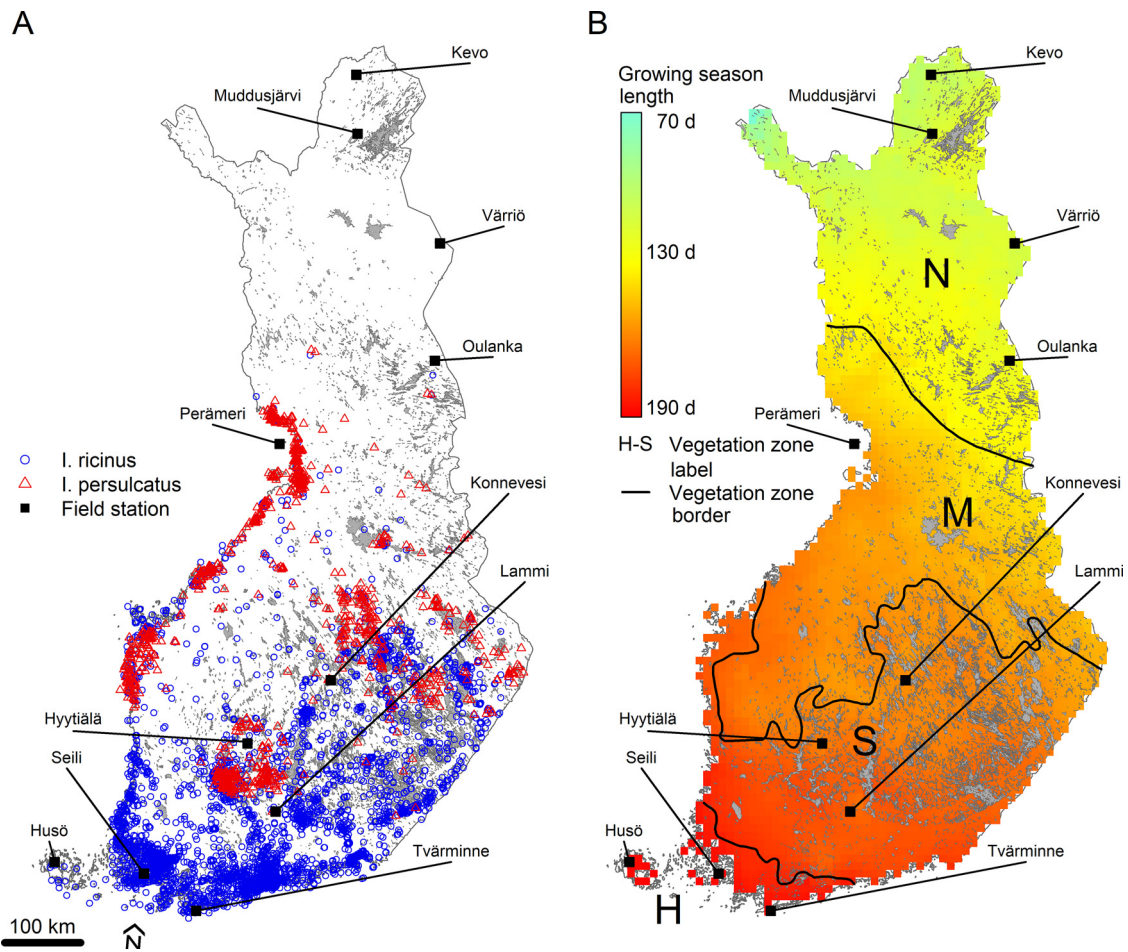 A
Kevo
Muddusjärvi
Värriö
Oulanka
Perämeri
I. ricinus
I. persulcatus
Field station
Konnevesi
Lammi
Hyytiälä
Seili
Husö
Tvärminne
100 km
N
B
Growing season
length
70 d
130 d
190 d
H-S Vegetation zone
label
Vegetation zone
border
Kevo
Muddusjärvi
Värriö
N
Oulanka
Perämeri
Konnevesi
M
Lammi
Hyytiälä
S
Seili
Husö
Tvärminne
H